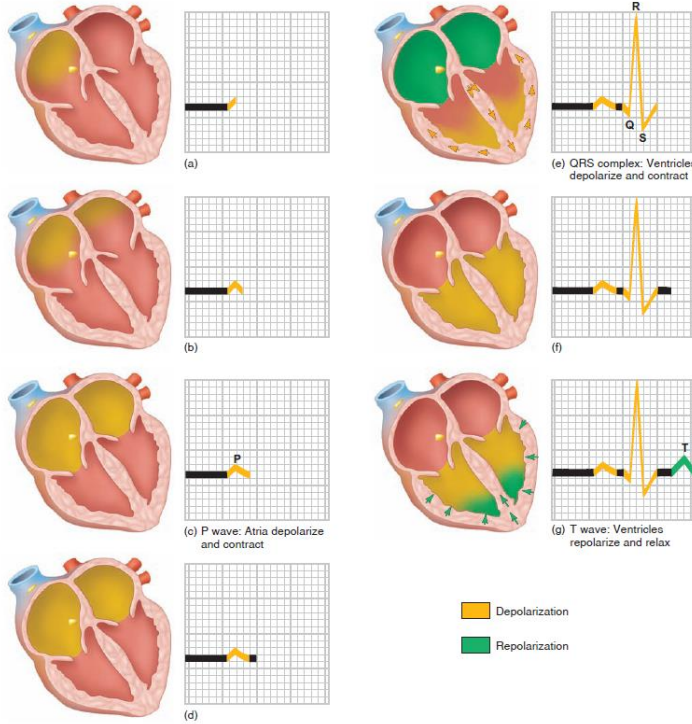 (a)
(b)
P
(c) P wave: Atria depolarize
and contract
(d)
R
Q
S
(e) QRS complex: Ventricles
depolarize and contract
(f)
T
(g) T wave: Ventricles
repolarize and relax
Depolarization
Repolarization